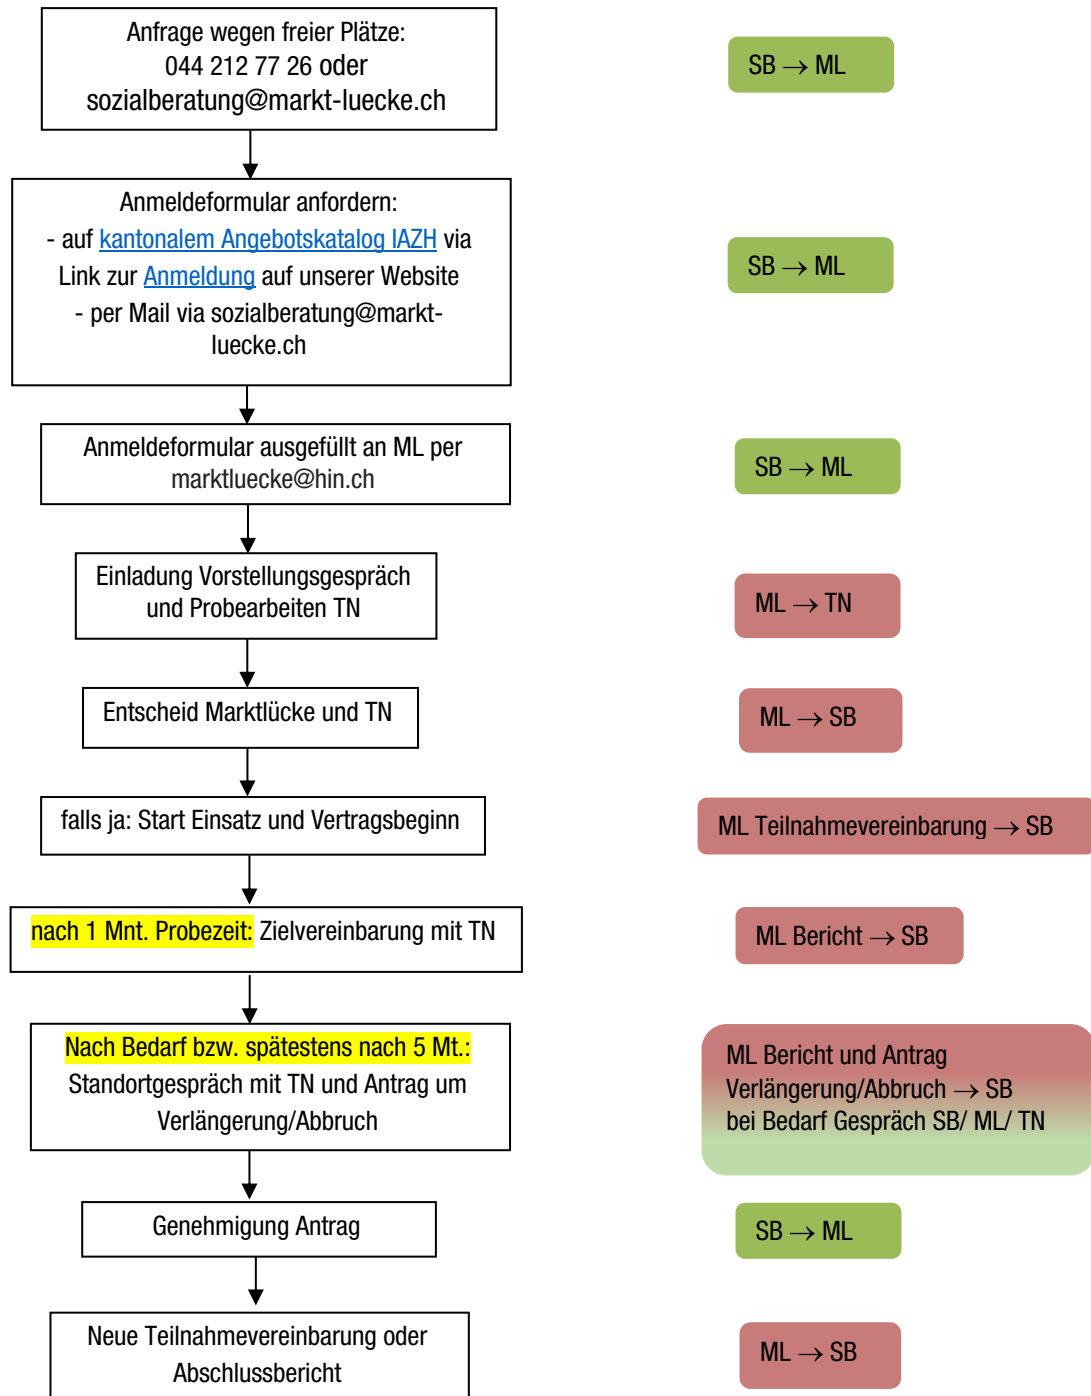 Anfrage wegen freier Plätze:
044 212 77 26 oder
sozialberatung@markt-luecke.ch
SB → ML
Anmeldeformular anfordern:
- auf kantonalem Angebotskatalog IAZH via
Link zur Anmeldung auf unserer Website
- per Mail via sozialberatung@markt-
luecke.ch
SB → ML
Anmeldeformular ausgefüllt an ML per
marktluecke@hin.ch
SB → ML
Einladung Vorstellungsgespräch
und Probearbeiten TN
ML → TN
Entscheid Marktlücke und TN
ML → SB
falls ja: Start Einsatz und Vertragsbeginn
ML Teilnahmevereinbarung → SB
nach 1 Mnt. Probezeit: Zielvereinbarung mit TN
ML Bericht → SB
Nach Bedarf bzw. spätestens nach 5 Mt.:
Standortgespräch mit TN und Antrag um
Verlängerung/Abbruch
ML Bericht und Antrag
Verlängerung/Abbruch → SB
bei Bedarf Gespräch SB/ ML/ TN
Genehmigung Antrag
SB → ML
Neue Teilnahmevereinbarung oder
Abschlussbericht
ML → SB